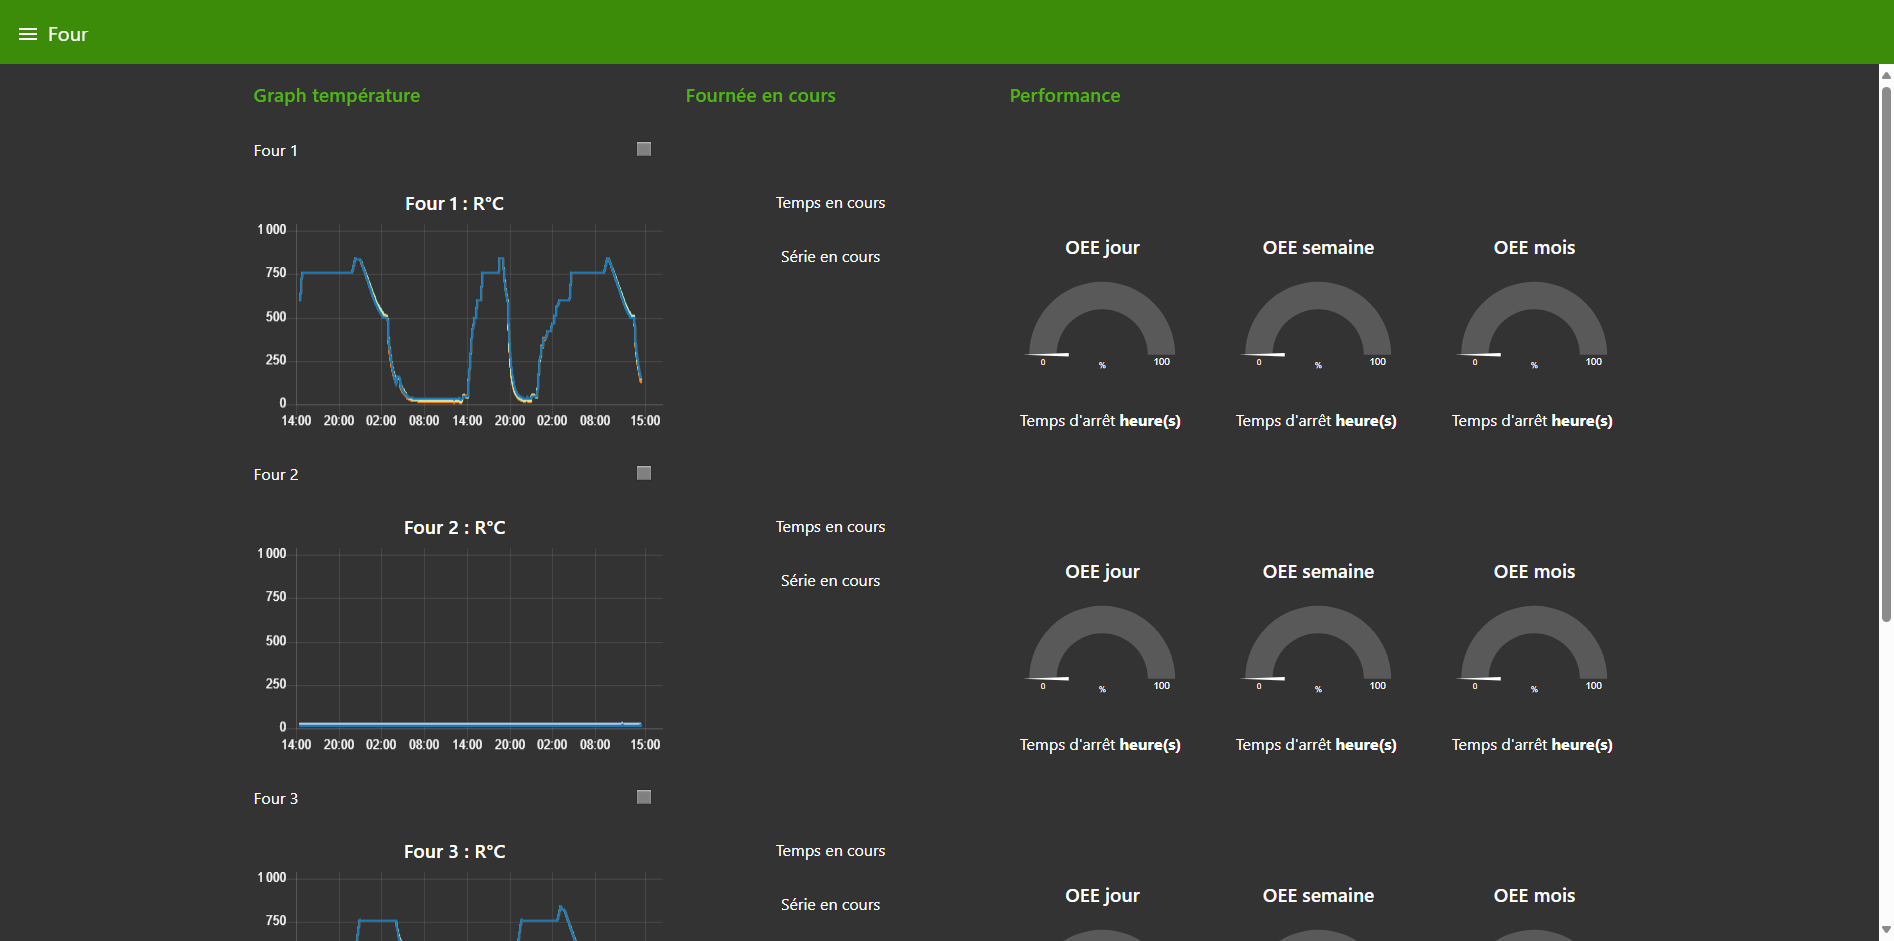 Four
Graph température
Fournée en cours
Performance
Four 1
Four 1 : R°C
1 000
750
500
250
0
14:00 20:00 02:00 08:00 14:00 20:00 02:00 08:00 15:00
Temps en cours
Série en cours
OEE jour
0 % 100
Temps d'arrêt heure(s)
OEE semaine
0 % 100
Temps d'arrêt heure(s)
OEE mois
0 % 100
Temps d'arrêt heure(s)
Four 2
Four 2 : R°C
1 000
750
500
250
0
14:00 20:00 02:00 08:00 14:00 20:00 02:00 08:00 15:00
Temps en cours
Série en cours
OEE jour
0 % 100
Temps d'arrêt heure(s)
OEE semaine
0 % 100
Temps d'arrêt heure(s)
OEE mois
0 % 100
Temps d'arrêt heure(s)
Four 3
Four 3 : R°C
1 000
750
Temps en cours
Série en cours
OEE jour
OEE semaine
OEE mois